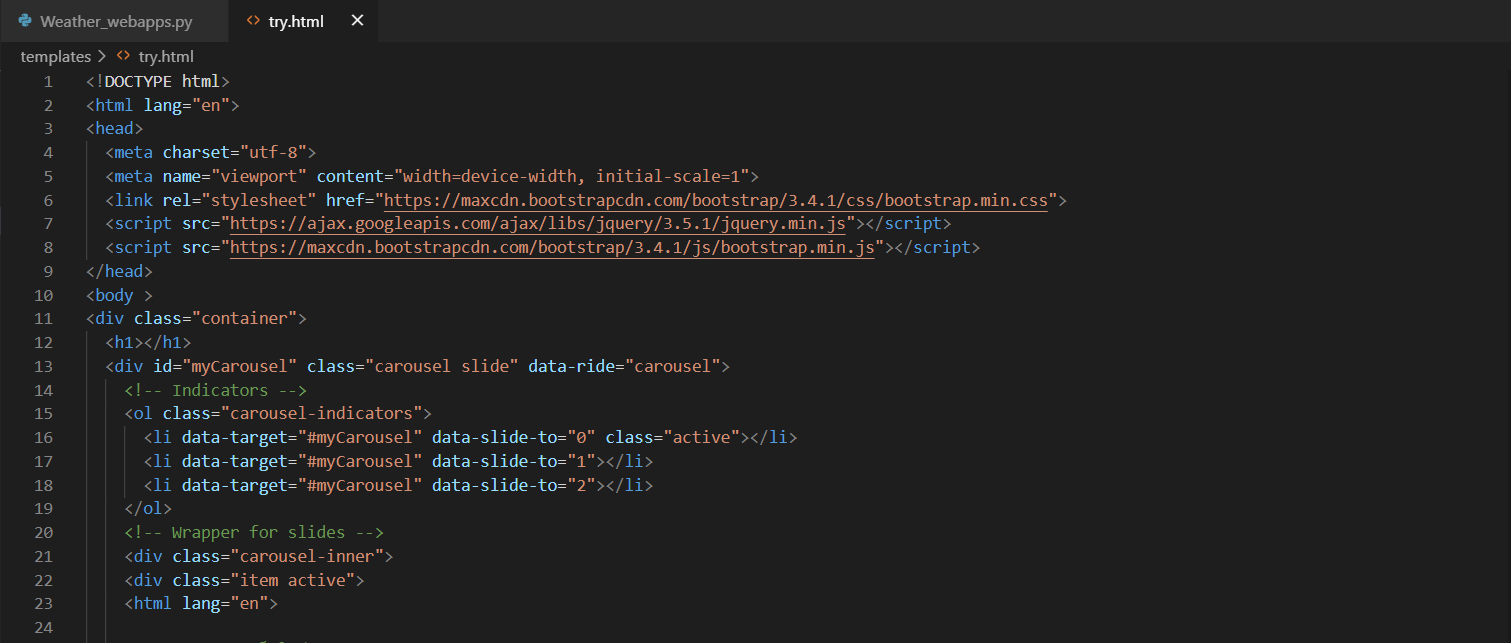 Weather_webapps.py <> try.html ×
templates > <> try.html
1 <!DOCTYPE html>
2 <html lang="en">
3 <head>
4 <meta charset="utf-8">
5 <meta name="viewport" content="width=device-width, initial-scale=1">
6 <link rel="stylesheet" href="https://maxcdn.bootstrapcdn.com/bootstrap/3.4.1/css/bootstrap.min.css">
7 <script src="https://ajax.googleapis.com/ajax/libs/jquery/3.5.1/jquery.min.js"></script>
8 <script src="https://maxcdn.bootstrapcdn.com/bootstrap/3.4.1/js/bootstrap.min.js"></script>
9 </head>
10 <body >
11 <div class="container">
12 <h1></h1>
13 <div id="myCarousel" class="carousel slide" data-ride="carousel">
14 <!-- Indicators -->
15 <ol class="carousel-indicators">
16 <li data-target="#myCarousel" data-slide-to="0" class="active"></li>
17 <li data-target="#myCarousel" data-slide-to="1"></li>
18 <li data-target="#myCarousel" data-slide-to="2"></li>
19 </ol>
20 <!-- Wrapper for slides -->
21 <div class="carousel-inner">
22 <div class="item active">
23 <html lang="en">
24